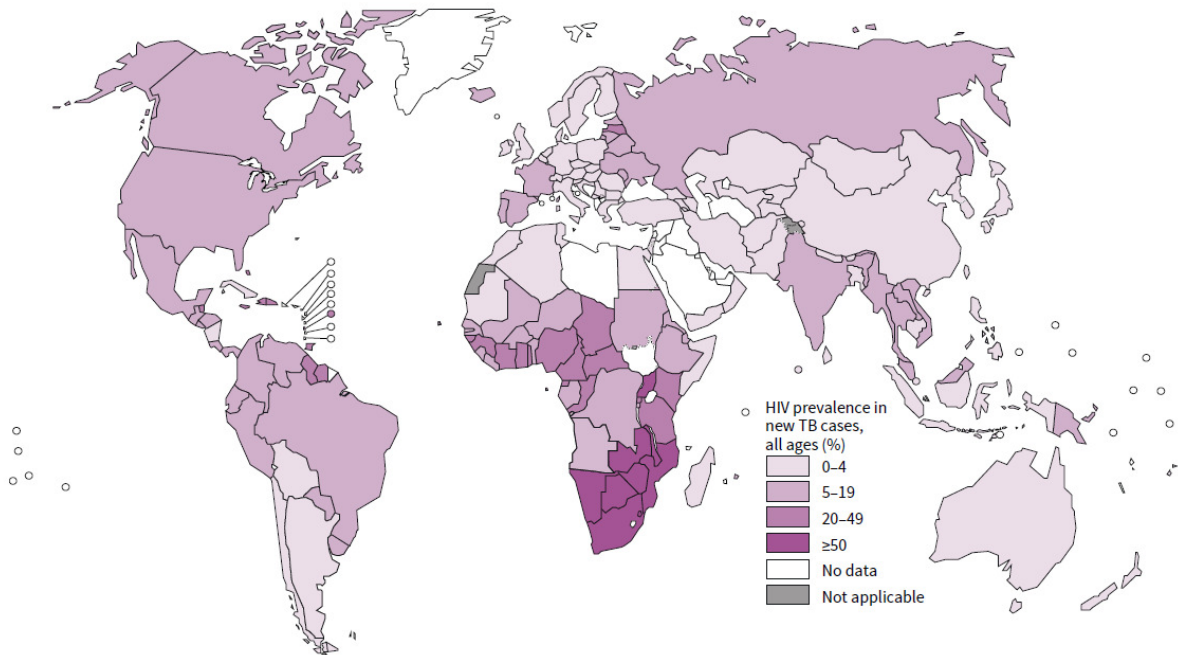 HIV prevalence in
new TB cases,
all ages (%)
0–4
5–19
20–49
≥50
No data
Not applicable